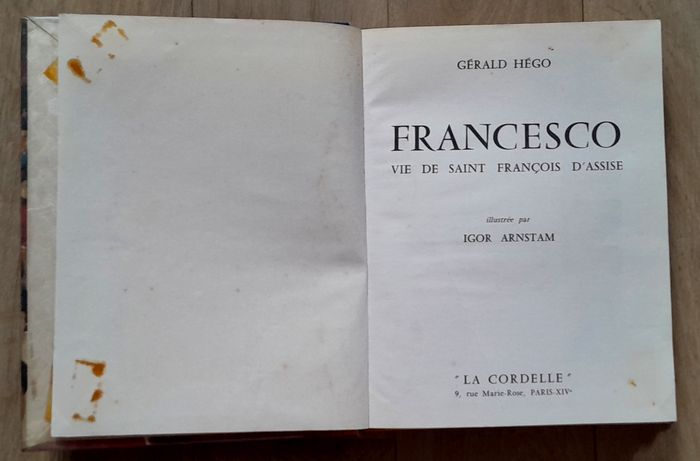 GÉRALD HÉGO
FRANCESCO
VIE DE SAINT FRANÇOIS D'ASSISE
illustrée par
IGOR ARNSTAM
"LA CORDELLE"
9, rue Marie-Rose, PARIS-XIVᵉ